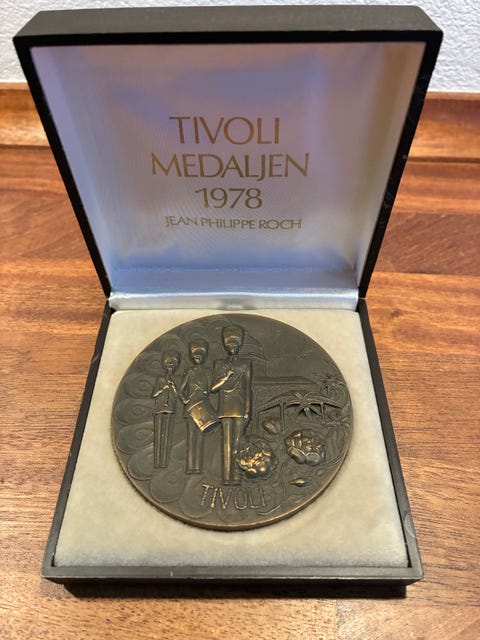 TIVOLI
MEDALJEN
1978
JEAN PHILIPPE ROCH
TIVOLI